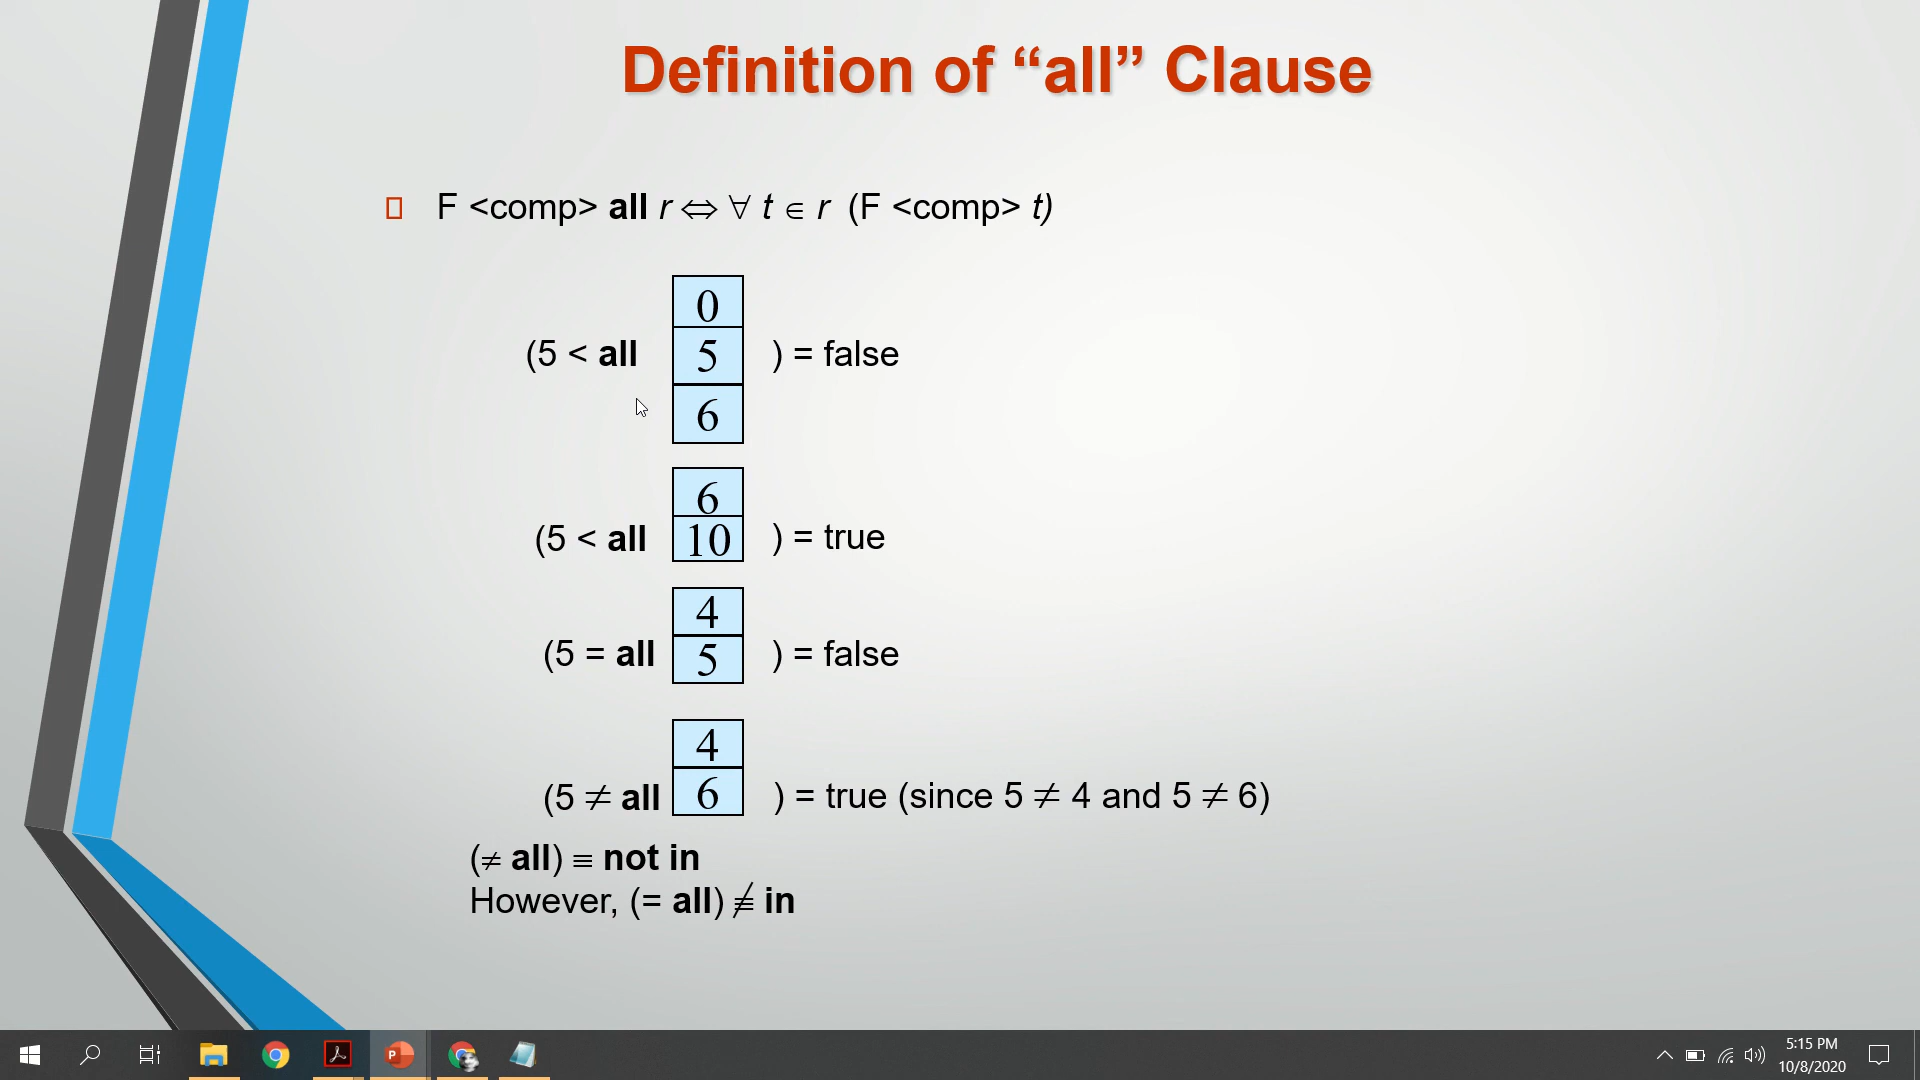 Definition of “all” Clause
F <comp> all r ⇔ ∀ t ∈ r (F <comp> t)
0
(5 < all 5 ) = false
6
6
(5 < all 10 ) = true
4
(5 = all 5 ) = false
4
(5 ≠ all 6 ) = true (since 5 ≠ 4 and 5 ≠ 6)
(≠ all) ≡ not in
However, (= all) ≢ in
5:15 PM
10/8/2020